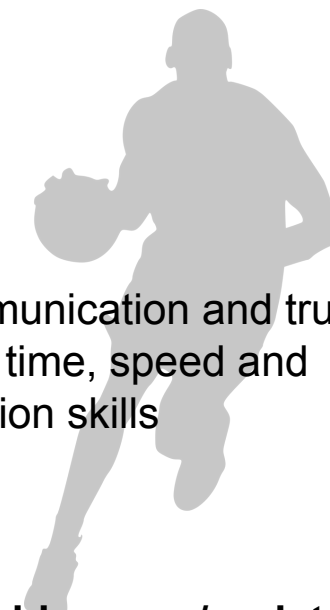 munication and tru
time, speed and
ion skills